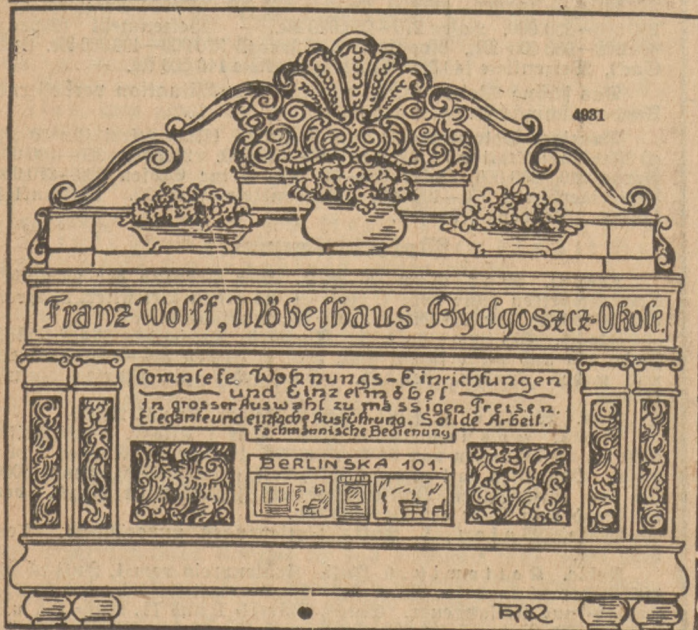 4931
Franz Wolff, Möbelhaus Bydgoszcz-Okole.
Complete Wohnungs-Einrichtungen
und Einzelmöbel
in grosser Auswahl zu mässigen Preisen.
Elegante und einfache Ausführung. Solide Arbeit.
Fachmännische Bedienung
BERLINSKA 101.